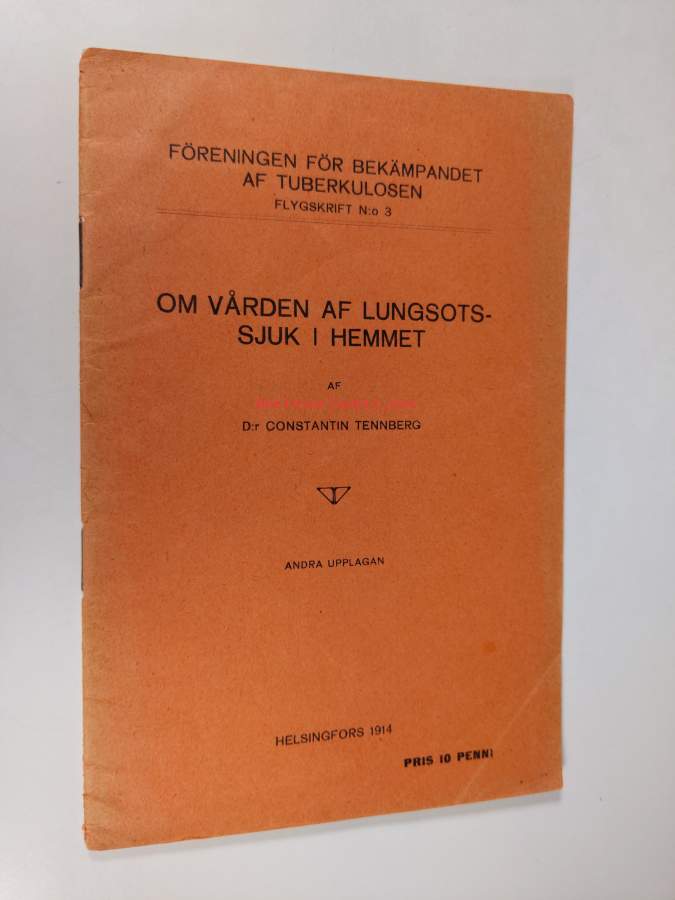 FÖRENINGEN FÖR BEKÄMPANDET
AF TUBERKULOSEN
FLYGSKRIFT N:o 3
OM VÅRDEN AF LUNGSOTS-
SJUK I HEMMET
AF
D:r CONSTANTIN TENNBERG
ANDRA UPPLAGAN
HELSINGFORS 1914
PRIS 10 PENNI